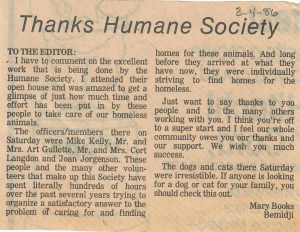 3-4-86
Thanks Humane Society
TO THE EDITOR:
I have to comment on the excellent
work that is being done by the
Humane Society. I attended their
open house and was amazed to get a
glimpse of just how much time and
effort has been put in by these
people to take care of our homeless
animals.
The officers/members there on
Saturday were Mike Kelly, Mr. and
Mrs. Art Gullette, Mr. and Mrs. Cort
Langdon and Joan Jorgenson. These
people and the many other volun-
teers that make up this Society have
spent literally hundreds of hours
over the past several years trying to
organize a satisfactory answer to the
problem of caring for and finding
homes for these animals. And long
before they arrived at what they
have now, they were individually
striving to find homes for the
homeless.
Just want to say thanks to you
people and to the many others
working with you. I think you're off
to a super start and I feel our whole
community owes you our thanks and
our support. We wish you much
success.
The dogs and cats there Saturday
were irresistible. If anyone is looking
for a dog or cat for your family, you
should check this out.
Mary Books
Bemidji